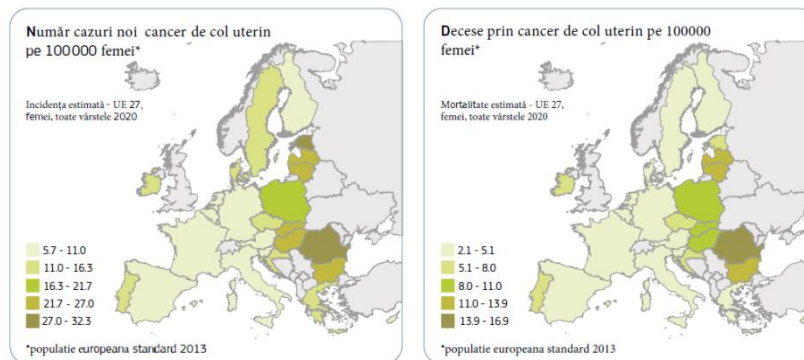 Număr cazuri noi cancer de col uterin
pe 100000 femei*
Incidența estimată - UE 27,
femei, toate vârstele 2020
5.7 - 11.0
11.0 - 16.3
16.3 - 21.7
21.7 - 27.0
27.0 - 32.3
*populatie europeana standard 2013
Decese prin cancer de col uterin pe 100000
femei*
Mortalitate estimată - UE 27,
femei, toate vârstele 2020
2.1 - 5.1
5.1 - 8.0
8.0 - 11.0
11.0 - 13.9
13.9 - 16.9
*populatie europeana standard 2013